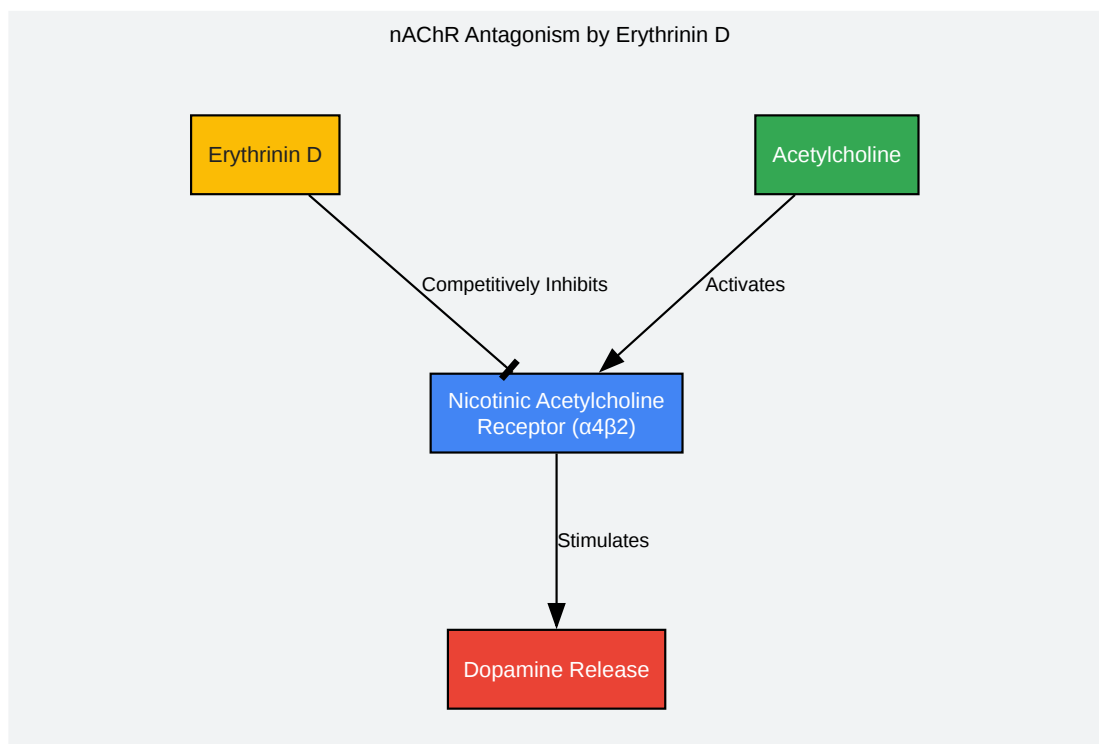 nAChR Antagonism by Erythrinin D
Erythrinin D
Acetylcholine
Competitively Inhibits
Activates
Nicotinic Acetylcholine
Receptor (α4β2)
Stimulates
Dopamine Release